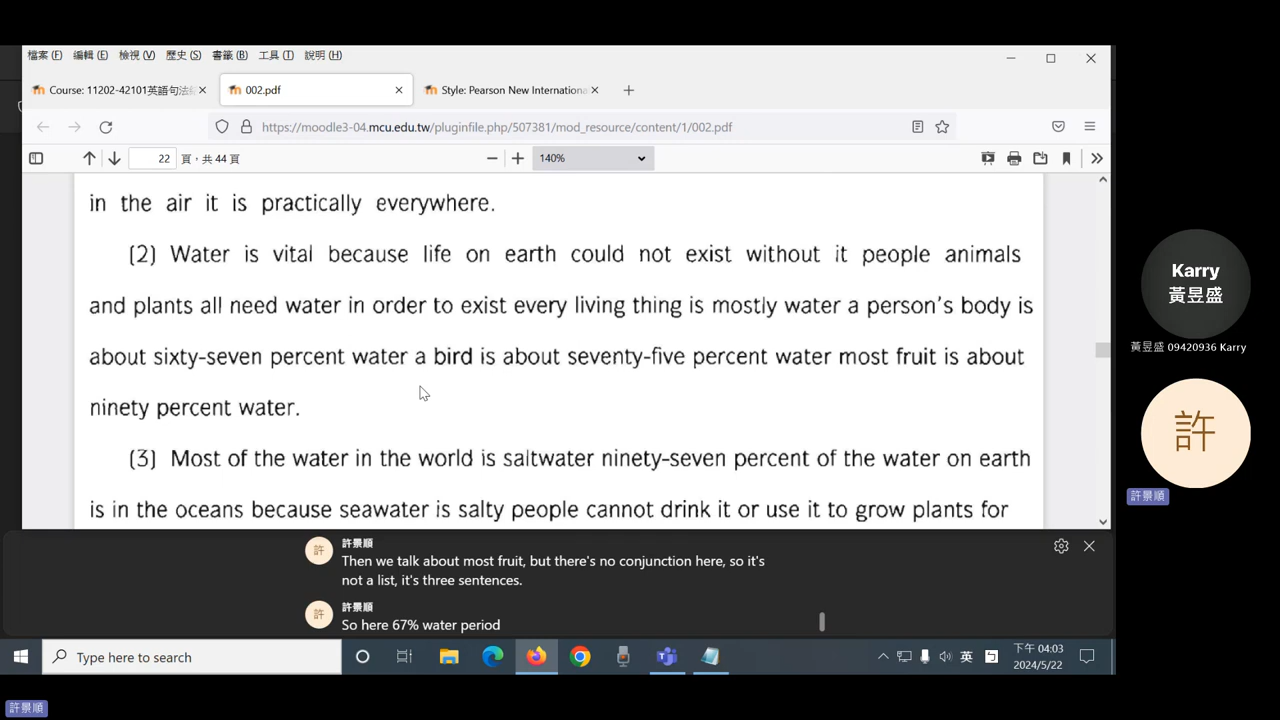 檔案 (F) 編輯 (E) 檢視 (V) 歷史 (S) 書籤 (B) 工具 (T) 說明 (H)
Course: 11202-42101英語句法 002.pdf Style: Pearson New Internationa
https://moodle3-04.mcu.edu.tw/pluginfile.php/507381/mod_resource/content/1/002.pdf
22 頁，共 44 頁 140%
in the air it is practically everywhere.
(2) Water is vital because life on earth could not exist without it people animals
and plants all need water in order to exist every living thing is mostly water a person's body is
about sixty-seven percent water a bird is about seventy-five percent water most fruit is about
ninety percent water.
(3) Most of the water in the world is saltwater ninety-seven percent of the water on earth
is in the oceans because seawater is salty people cannot drink it or use it to grow plants for
Karry
黃昱盛
黃昱盛 09420936 Karry
許
許景順
許 許景順
Then we talk about most fruit, but there's no conjunction here, so it's
not a list, it's three sentences.
許 許景順
So here 67% water period
Type here to search
英
下午 04:03
2024/5/22
許景順